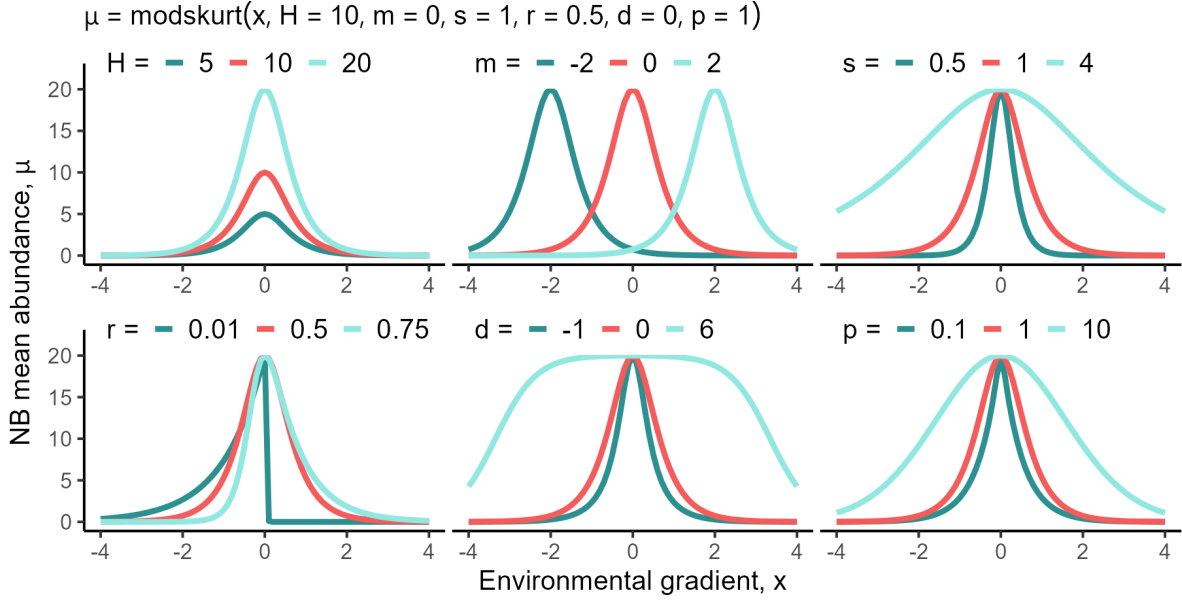 μ = modskurt(x, H = 10, m = 0, s = 1, r = 0.5, d = 0, p = 1)
H = 5 10 20
m = -2 0 2
s = 0.5 1 4
20
15
10
5
0
-4 -2 0 2 4
-4 -2 0 2 4
-4 -2 0 2 4
r = 0.01 0.5 0.75
d = -1 0 6
p = 0.1 1 10
20
15
10
5
0
-4 -2 0 2 4
-4 -2 0 2 4
-4 -2 0 2 4
NB mean abundance, μ
Environmental gradient, x